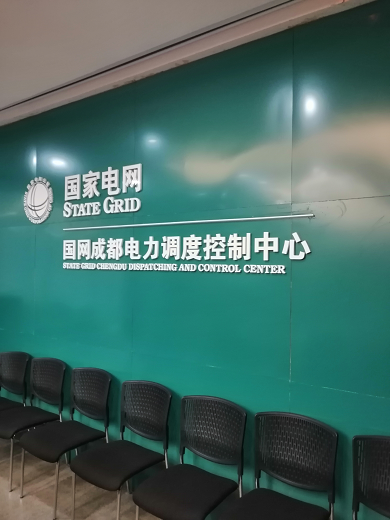 国家电网
STATE GRID
国网成都电力调度控制中心
STATE GRID CHENGDU DISPATCHING AND CONTROL CENTER